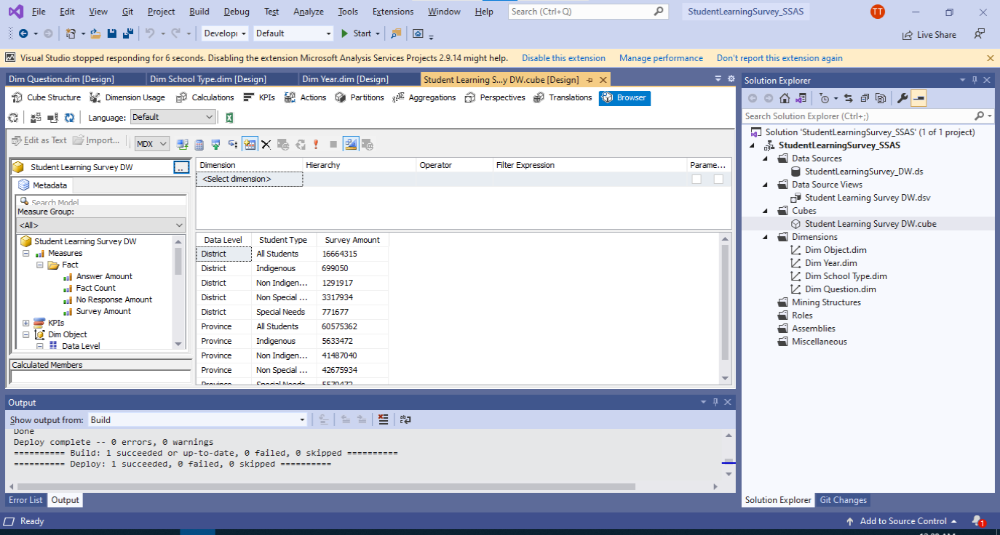 File Edit View Git Project Build Debug Test Analyze Tools Extensions Window Help Search (Ctrl+Q) StudentLearningSurvey_SSAS TT
Default Start Live Share
Visual Studio stopped responding for 6 seconds. Disabling the extension Microsoft Analysis Services Projects 2.9.14 might help. Disable this extension Manage performance Don't report this extension again
Dim Question.dim [Design] Dim School Type.dim [Design] Dim Year.dim [Design] Student Learning S...y DW.cube [Design]
Cube Structure Dimension Usage Calculations KPIs Actions Partitions Aggregations Perspectives Translations Browser
Language: Default
Edit as Text Import... MDX
Student Learning Survey DW ..
Metadata
Search Model
Measure Group:
<All>
Student Learning Survey DW
Measures
Fact
Answer Amount
Fact Count
No Response Amount
Survey Amount
KPIs
Dim Object
Data Level
Calculated Members
Dimension Hierarchy Operator Filter Expression Parame...
<Select dimension>
Data Level Student Type Survey Amount
District All Students 16664315
District Indigenous 699050
District Non Indigen... 1291917
District Non Special ... 3317934
District Special Needs 771677
Province All Students 60575362
Province Indigenous 5633472
Province Non Indigen... 41487040
Province Non Special ... 42675934
Province Special Needs
Output
Show output from: Build
Done
Deploy complete -- 0 errors, 0 warnings
========== Build: 1 succeeded or up-to-date, 0 failed, 0 skipped ==========
========== Deploy: 1 succeeded, 0 failed, 0 skipped ==========
Error List Output
Solution Explorer
Search Solution Explorer (Ctrl+;)
Solution 'StudentLearningSurvey_SSAS' (1 of 1 project)
StudentLearningSurvey_SSAS
Data Sources
StudentLearningSurvey_DW.ds
Data Source Views
Student Learning Survey DW.dsv
Cubes
Student Learning Survey DW.cube
Dimensions
Dim Object.dim
Dim Year.dim
Dim School Type.dim
Dim Question.dim
Mining Structures
Roles
Assemblies
Miscellaneous
Solution Explorer Git Changes
Ready Add to Source Control 1